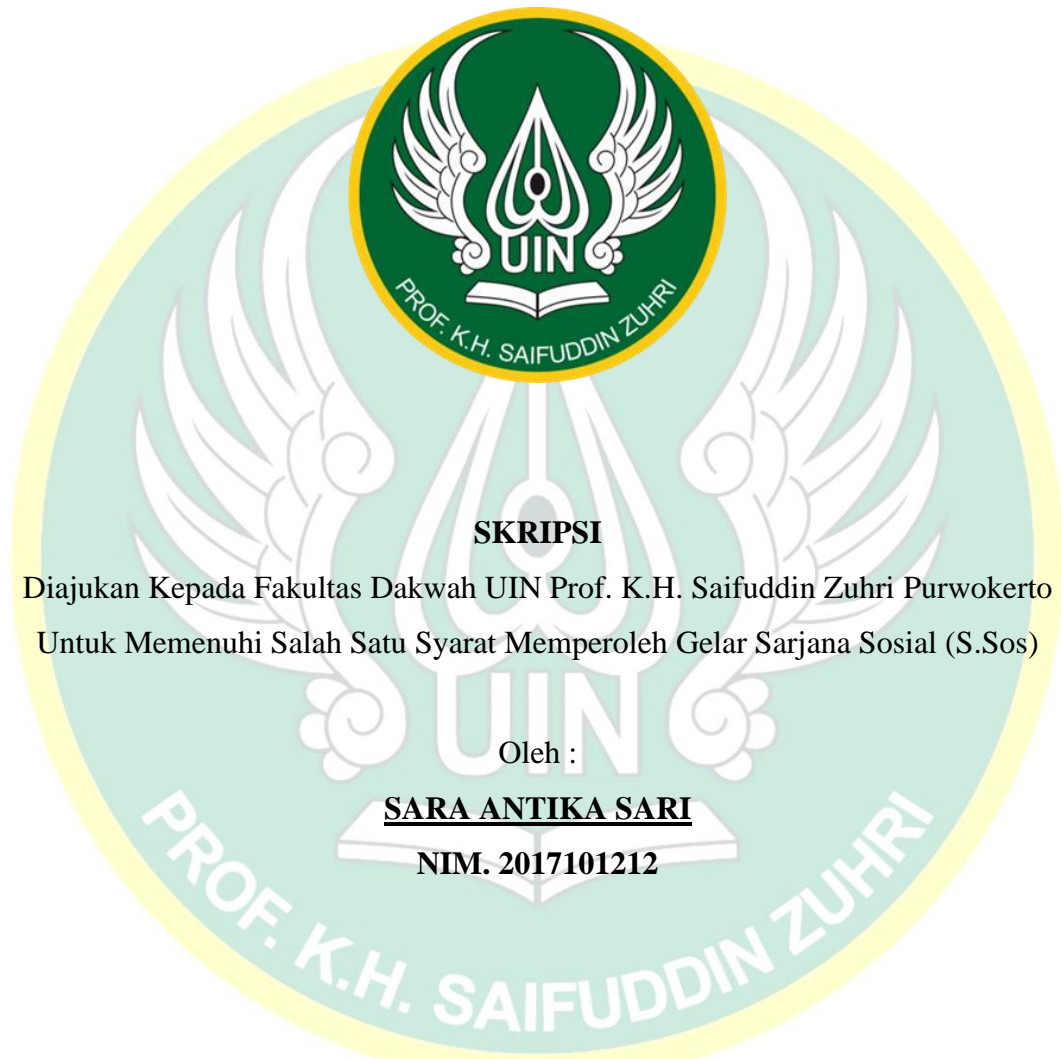 UIN
PROF. K.H. SAIFUDDIN ZUHRI
SKRIPSI
Diajukan Kepada Fakultas Dakwah UIN Prof. K.H. Saifuddin Zuhri Purwokerto
Untuk Memenuhi Salah Satu Syarat Memperoleh Gelar Sarjana Sosial (S.Sos)
UIN
Oleh :
SARA ANTIKA SARI
NIM. 2017101212
PROF. K.H. SAIFUDDIN ZUHRI